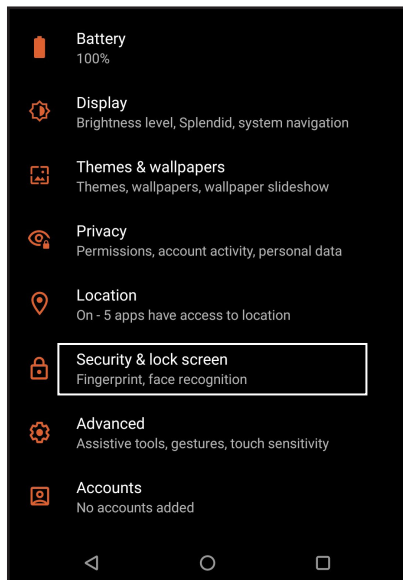 Battery
100%
Display
Brightness level, Splendid, system navigation
Themes & wallpapers
Themes, wallpapers, wallpaper slideshow
Privacy
Permissions, account activity, personal data
Location
On - 5 apps have access to location
Security & lock screen
Fingerprint, face recognition
Advanced
Assistive tools, gestures, touch sensitivity
Accounts
No accounts added